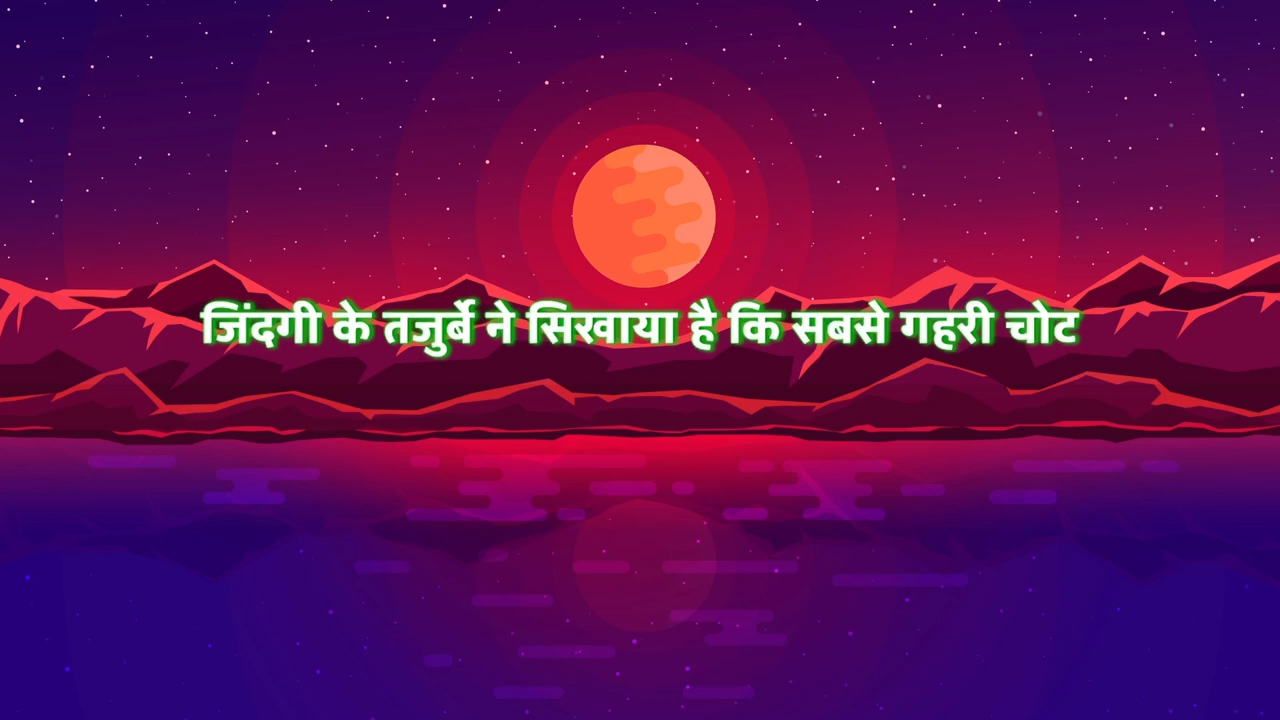 जिंदगी के तजुर्बे ने सिखाया है कि सबसे गहरी चोट